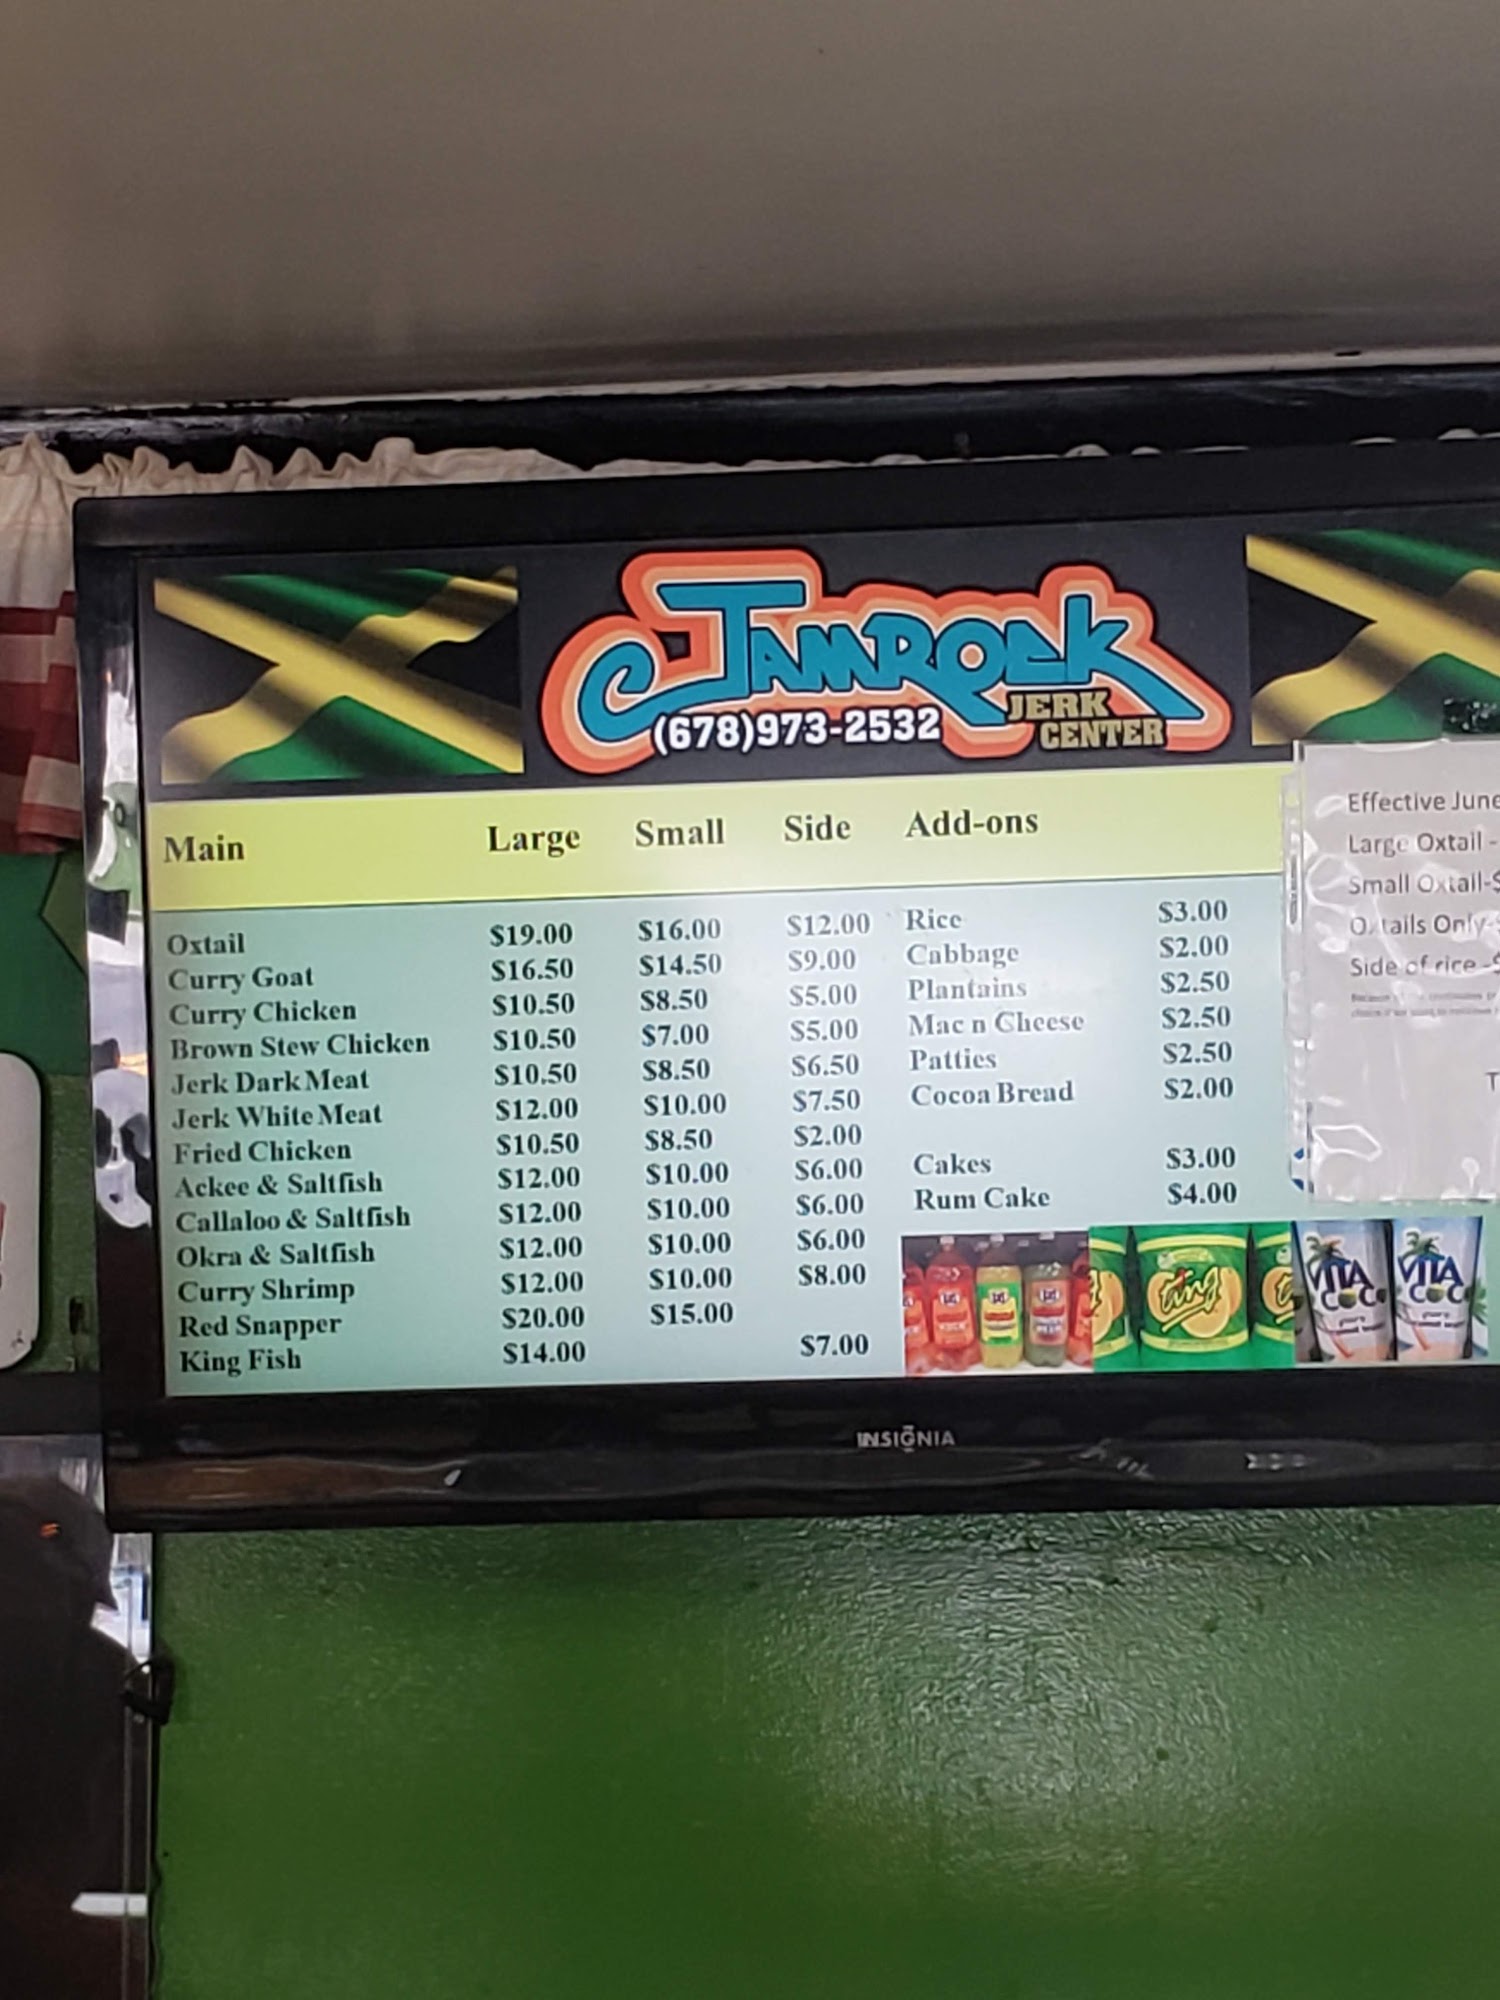 JAMROCK
JERK
(678)973-2532 CENTER
Main Large Small Side Add-ons
Oxtail $19.00 $16.00 $12.00 Rice $3.00
Curry Goat $16.50 $14.50 $9.00 Cabbage $2.00
Curry Chicken $10.50 $8.50 $5.00 Plantains $2.50
Brown Stew Chicken $10.50 $7.00 $5.00 Mac n Cheese $2.50
Jerk Dark Meat $10.50 $8.50 $6.50 Patties $2.50
Jerk White Meat $12.00 $10.00 $7.50 Cocoa Bread $2.00
Fried Chicken $10.50 $8.50 $2.00
Ackee & Saltfish $12.00 $10.00 $6.00 Cakes $3.00
Callaloo & Saltfish $12.00 $10.00 $6.00 Rum Cake $4.00
Okra & Saltfish $12.00 $10.00 $6.00
Curry Shrimp $12.00 $10.00 $8.00
Red Snapper $20.00 $15.00
King Fish $14.00 $7.00
Ting
VITA COCO VITA COC
Effective June
Large Oxtail -
Small Oxtail-$
Oxtails Only-$
Side of rice -$
T
INSIGNIA